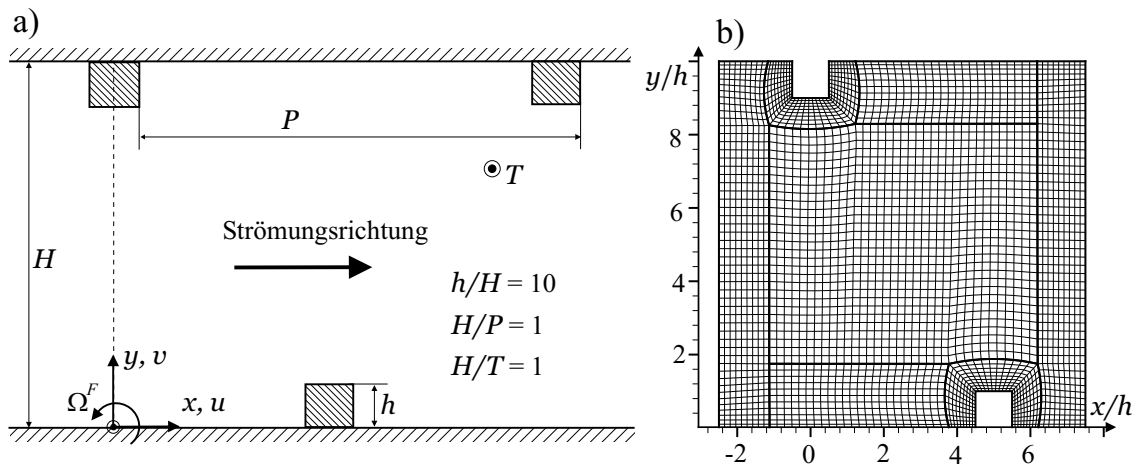 a)
P
T
H
Strömungsrichtung
h/H = 10
H/P = 1
H/T = 1
y, v
Ω^F
x, u
h
b)
y/h
8
6
4
2
x/h
-2 0 2 4 6